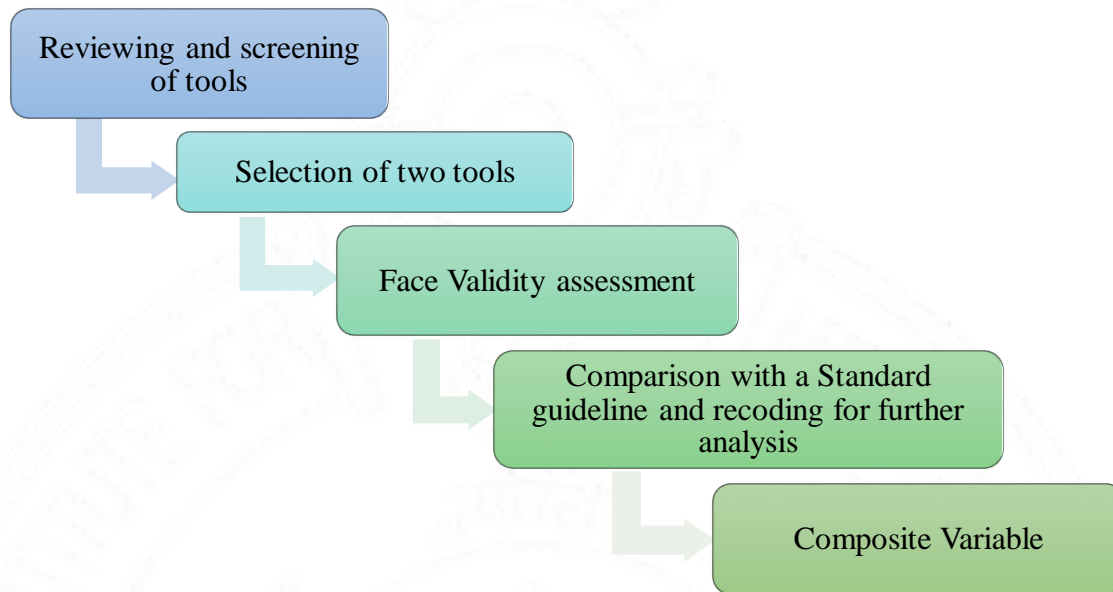 Reviewing and screening
of tools
Selection of two tools
Face Validity assessment
Comparison with a Standard
guideline and recoding for further
analysis
Composite Variable